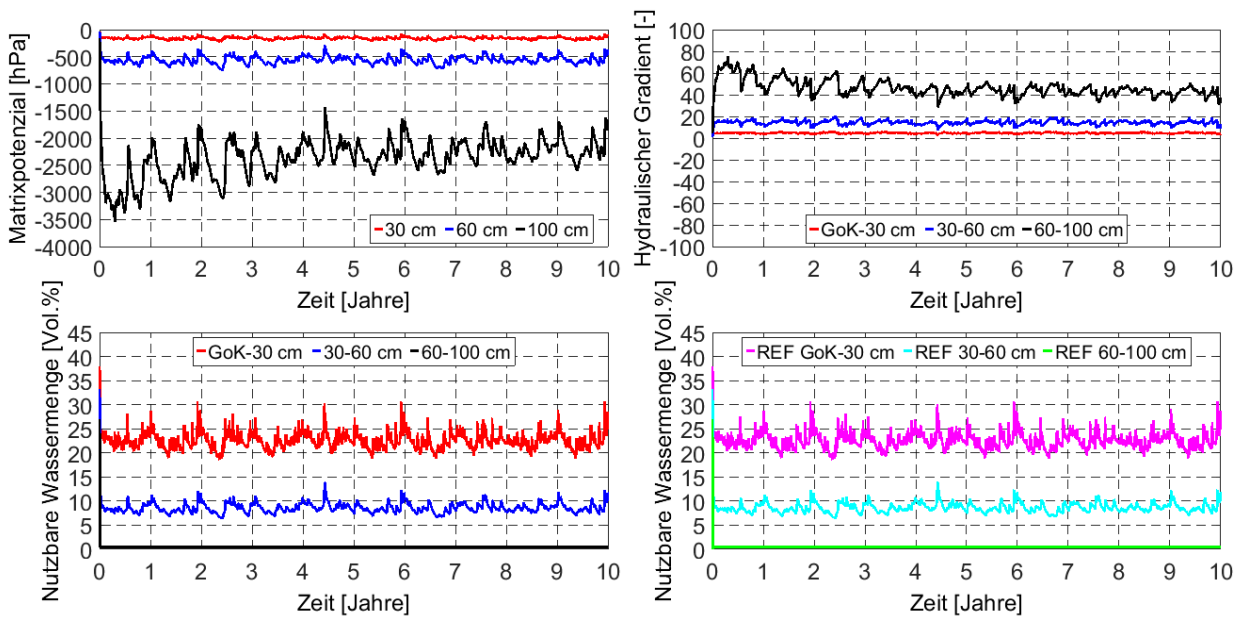 Matrixpotenzial [hPa]
0
-500
-1000
-1500
-2000
-2500
-3000
-3500
-4000
30 cm 60 cm 100 cm
0 1 2 3 4 5 6 7 8 9 10
Zeit [Jahre]
Hydraulischer Gradient [-]
100
80
60
40
20
0
-20
-40
-60
-80
-100
GoK-30 cm 30-60 cm 60-100 cm
0 1 2 3 4 5 6 7 8 9 10
Zeit [Jahre]
Nutzbare Wassermenge [Vol.%]
45
40
35
30
25
20
15
10
5
0
GoK-30 cm 30-60 cm 60-100 cm
0 1 2 3 4 5 6 7 8 9 10
Zeit [Jahre]
Nutzbare Wassermenge [Vol.%]
45
40
35
30
25
20
15
10
5
0
REF GoK-30 cm REF 30-60 cm REF 60-100 cm
0 1 2 3 4 5 6 7 8 9 10
Zeit [Jahre]